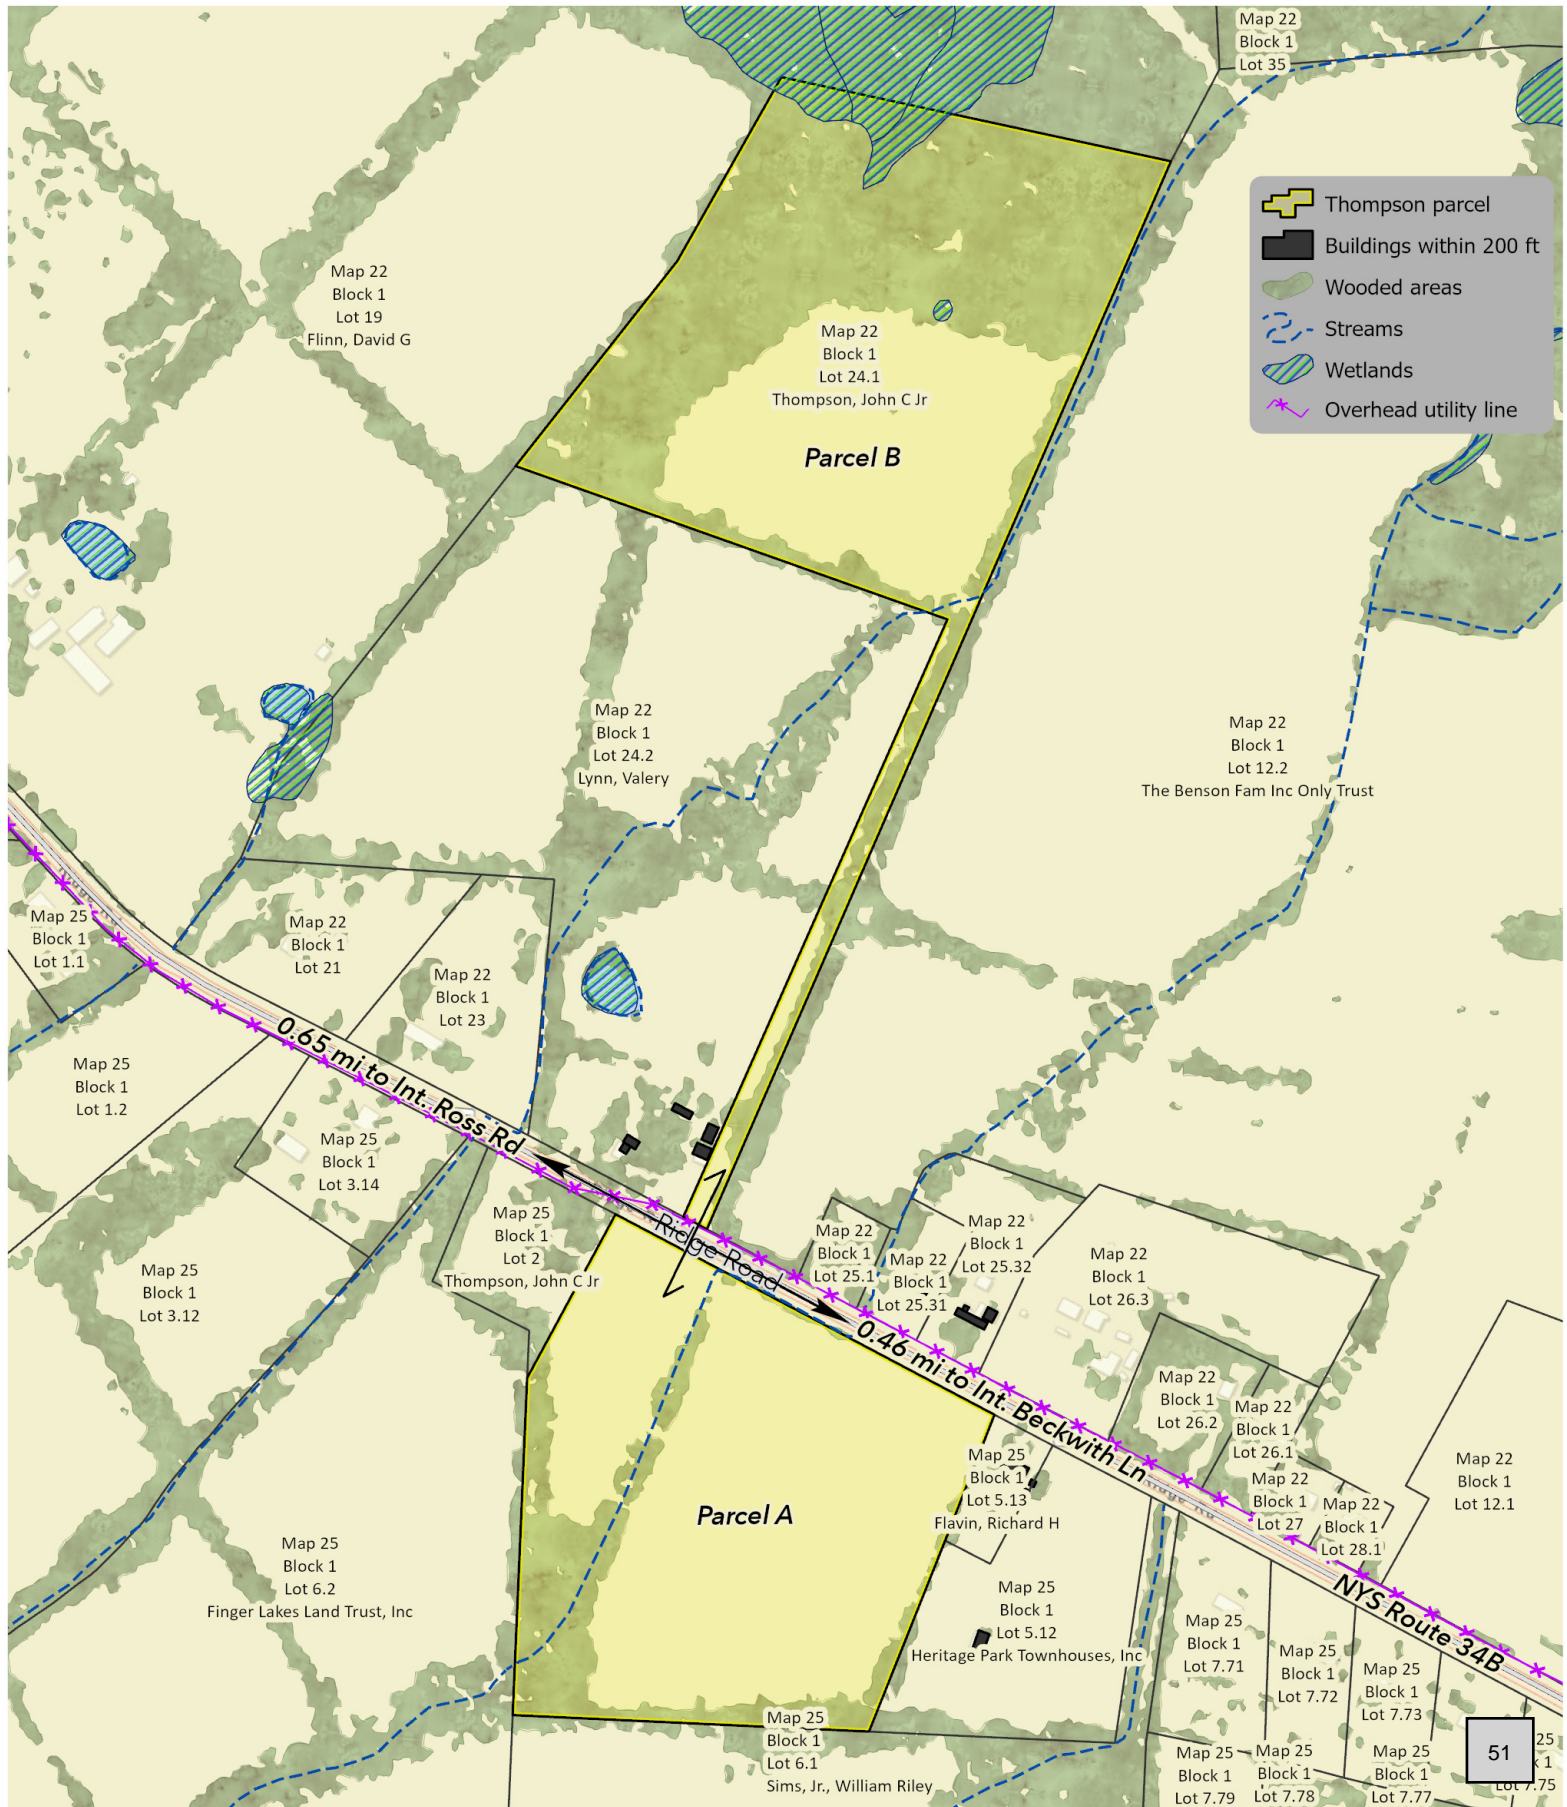 Map 22
Block 1
Lot 35
Thompson parcel
Buildings within 200 ft
Wooded areas
Streams
Wetlands
Overhead utility line
Map 22
Block 1
Lot 19
Flinn, David G
Map 22
Block 1
Lot 24.1
Thompson, John C Jr
Parcel B
Map 22
Block 1
Lot 24.2
Lynn, Valery
Map 22
Block 1
Lot 12.2
The Benson Fam Inc Only Trust
Map 25
Block 1
Lot 1.1
Map 22
Block 1
Lot 21
Map 22
Block 1
Lot 23
0.65 mi to Int. Ross Rd
Map 25
Block 1
Lot 1.2
Map 25
Block 1
Lot 3.14
Map 25
Block 1
Lot 2
Thompson, John C Jr
Ridge Road
Map 22
Block 1
Lot 25.1
Map 22
Block 1
Lot 25.31
Map 22
Block 1
Lot 25.32
Map 22
Block 1
Lot 26.3
Map 25
Block 1
Lot 3.12
0.46 mi to Int. Beckwith Ln
Map 22
Block 1
Lot 26.2
Map 22
Block 1
Lot 26.1
Map 22
Block 1
Lot 27
Map 22
Block 1
Lot 28.1
Map 22
Block 1
Lot 12.1
Parcel A
Map 25
Block 1
Lot 5.13
Flavin, Richard H
Map 25
Block 1
Lot 6.2
Finger Lakes Land Trust, Inc
Map 25
Block 1
Lot 5.12
Heritage Park Townhouses, Inc
NYS Route 34B
Map 25
Block 1
Lot 7.71
Map 25
Block 1
Lot 7.72
Map 25
Block 1
Lot 7.73
Map 25
Block 1
Lot 6.1
Sims, Jr., William Riley
Map 25
Block 1
Lot 7.79
Map 25
Block 1
Lot 7.78
Map 25
Block 1
Lot 7.77
25
k 1
Lot 7.75
51